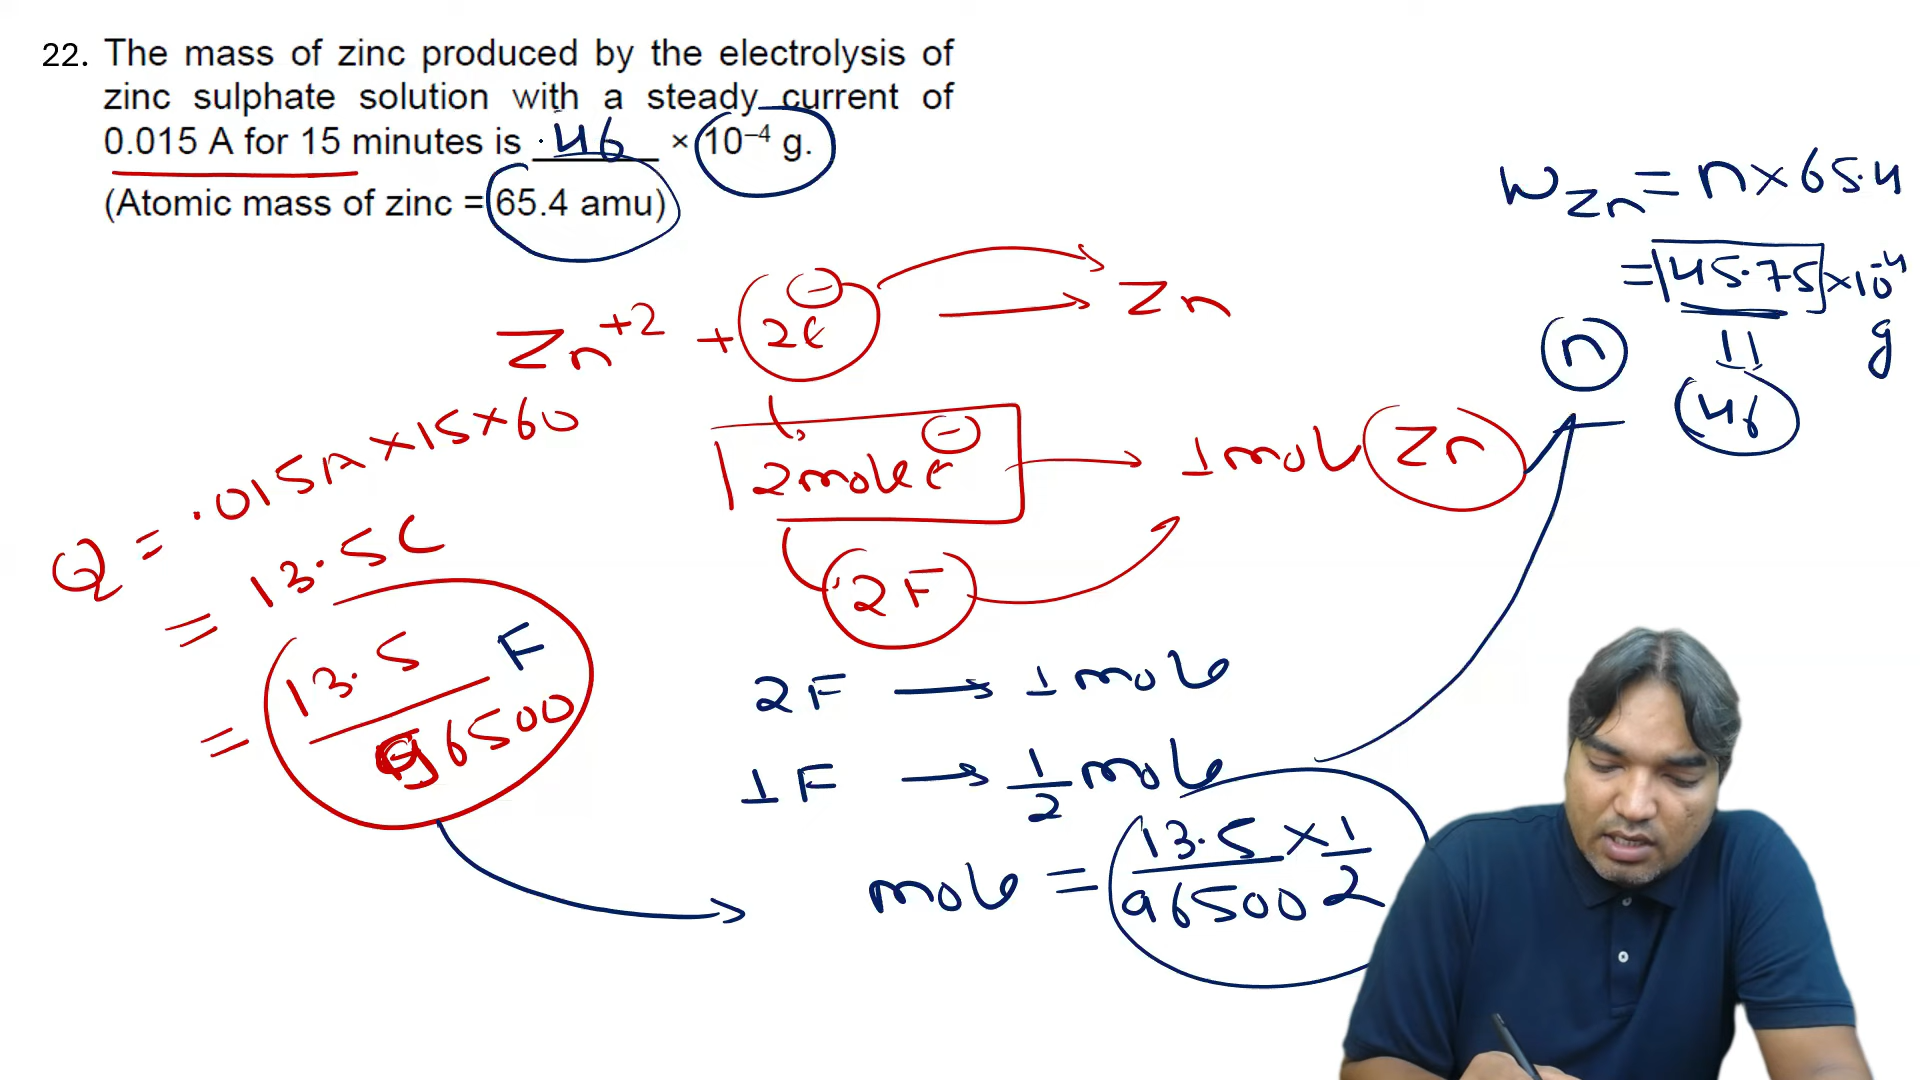 22. The mass of zinc produced by the electrolysis of
zinc sulphate solution with a steady current of
0.015 A for 15 minutes is .46 × 10⁻⁴ g.
(Atomic mass of zinc = 65.4 amu)
W Zn = n × 65.4
= 45.75 × 10⁻⁴ g
n
11
46
Zn⁺² + 2e⁻ → Zn
2 mole e⁻ → 1 mol Zn
2F
Q = .015A × 15 × 60
= 13.5 C
= 13.5 / 96500 F
2F → 1 mole
1F → 1/2 mole
mole = 13.5 / 96500 × 1/2